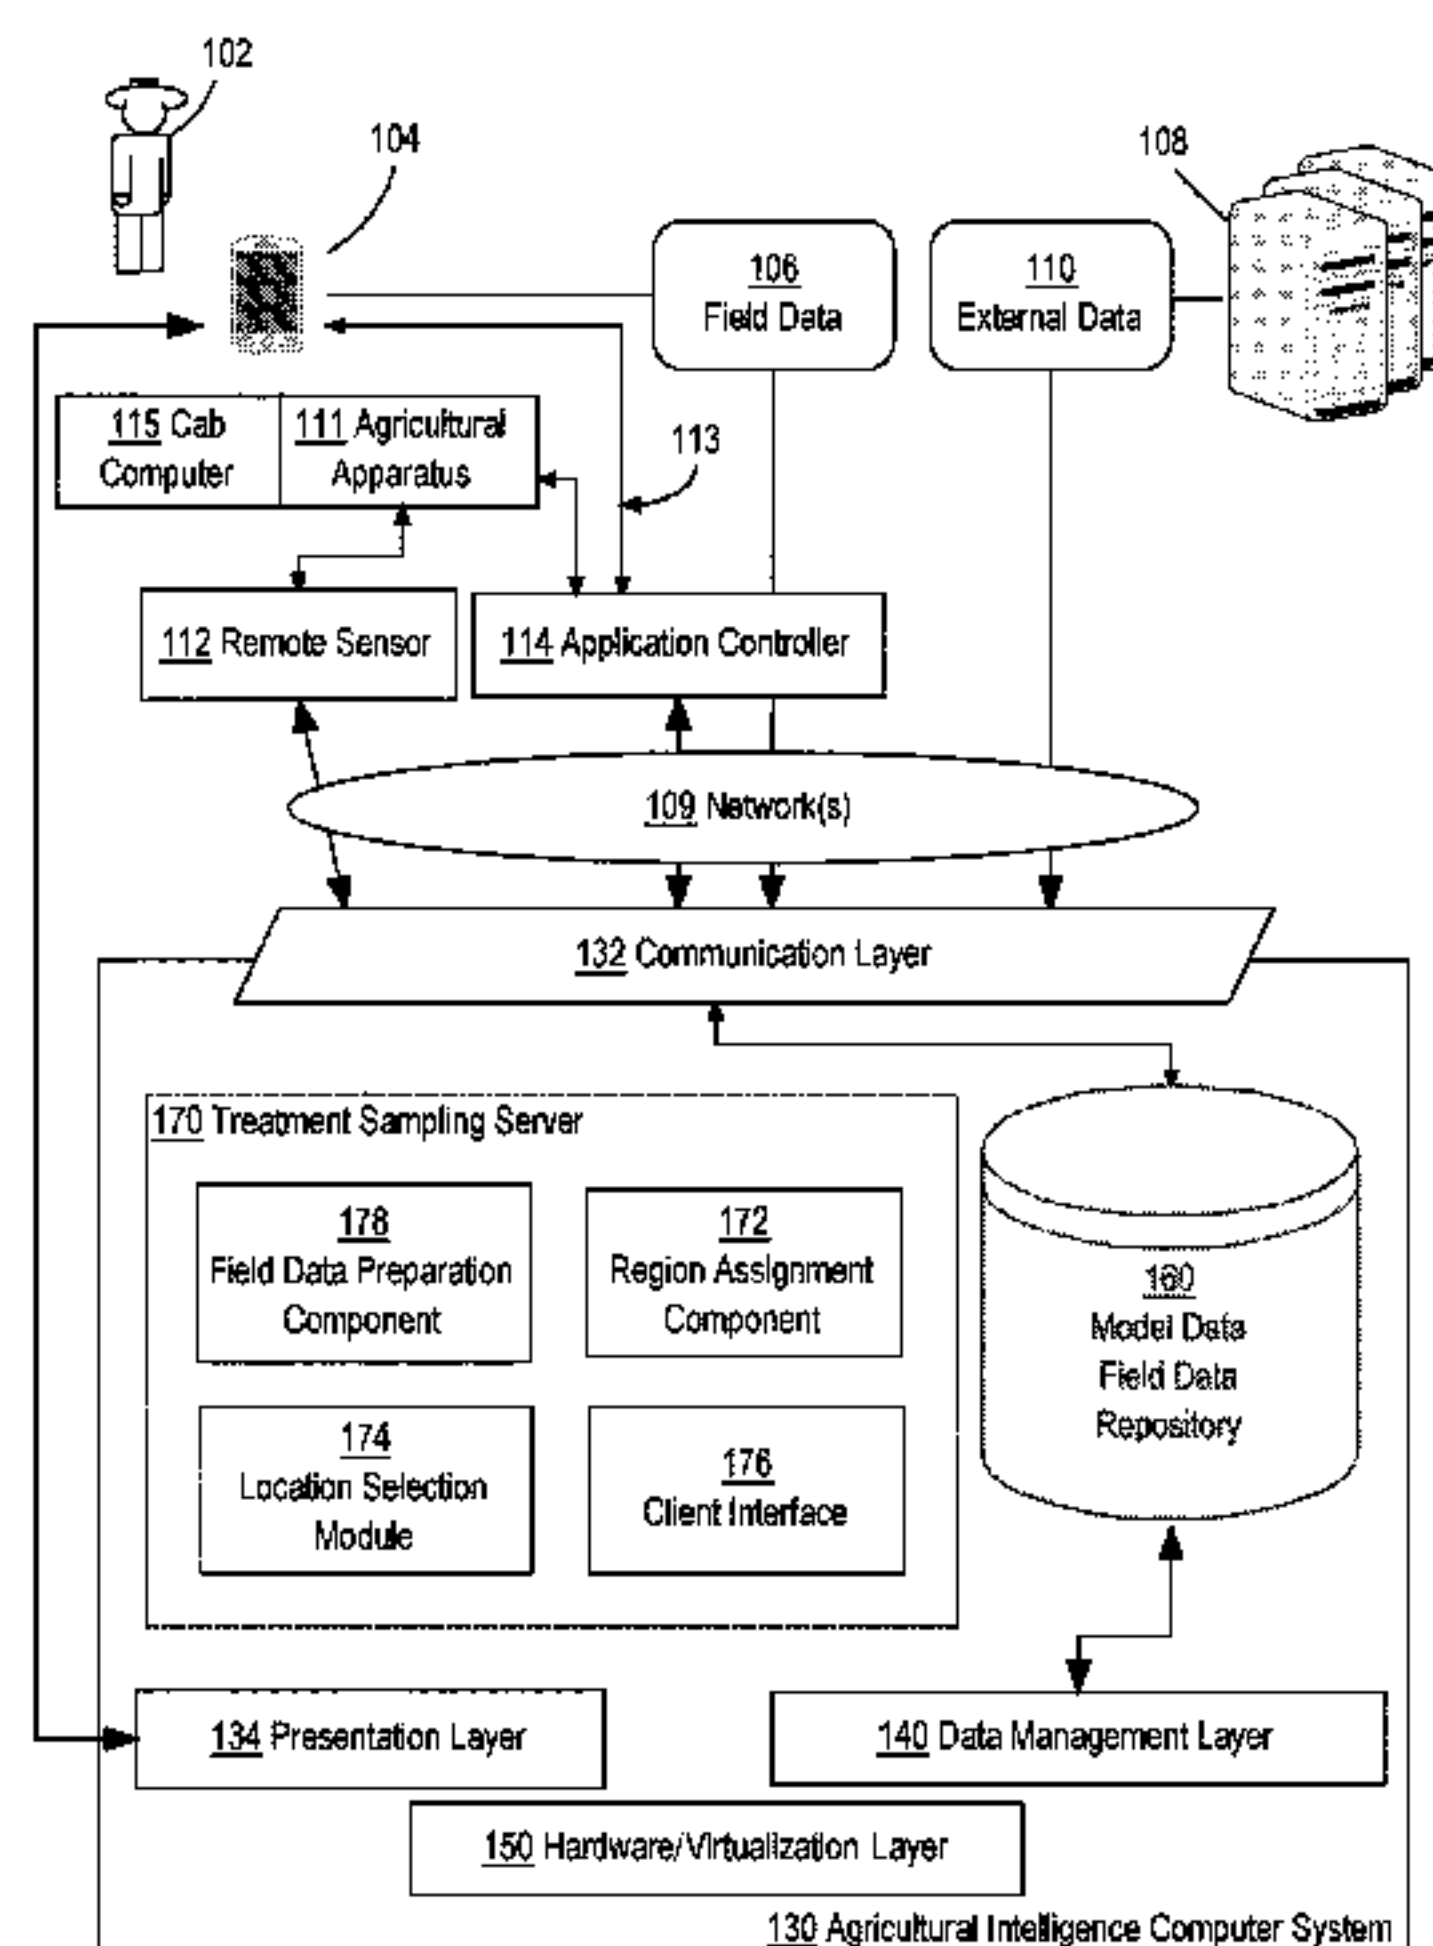 102
104
108
106
Field Data
110
External Data
115 Cab
Computer
111 Agricultural
Apparatus
113
112 Remote Sensor
114 Application Controller
109 Network(s)
132 Communication Layer
170 Treatment Sampling Server
178
Field Data Preparation
Component
172
Region Assignment
Component
160
Model Data
Field Data
Repository
174
Location Selection
Module
176
Client Interface
134 Presentation Layer
140 Data Management Layer
150 Hardware/Virtualization Layer
130 Agricultural Intelligence Computer System